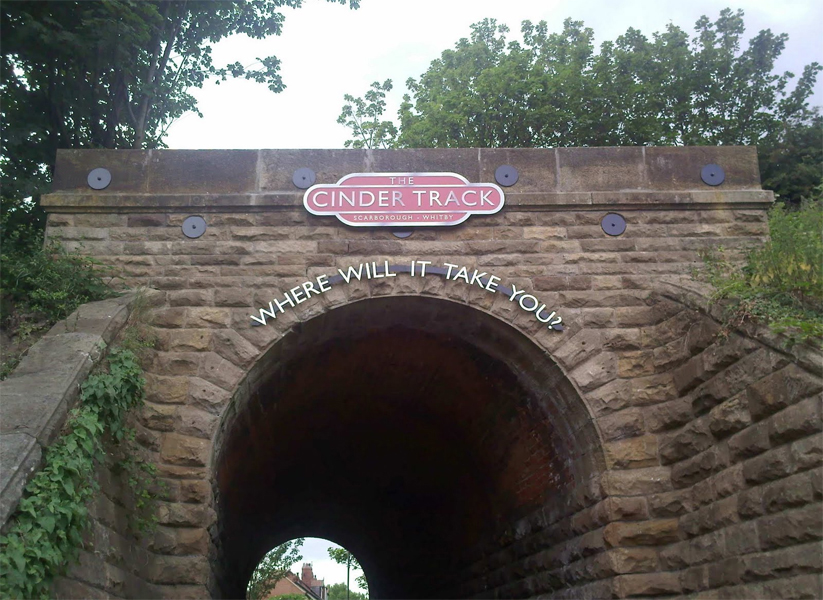 THE
CINDER TRACK
SCARBOROUGH - WHITBY
WHERE WILL IT TAKE YOU?